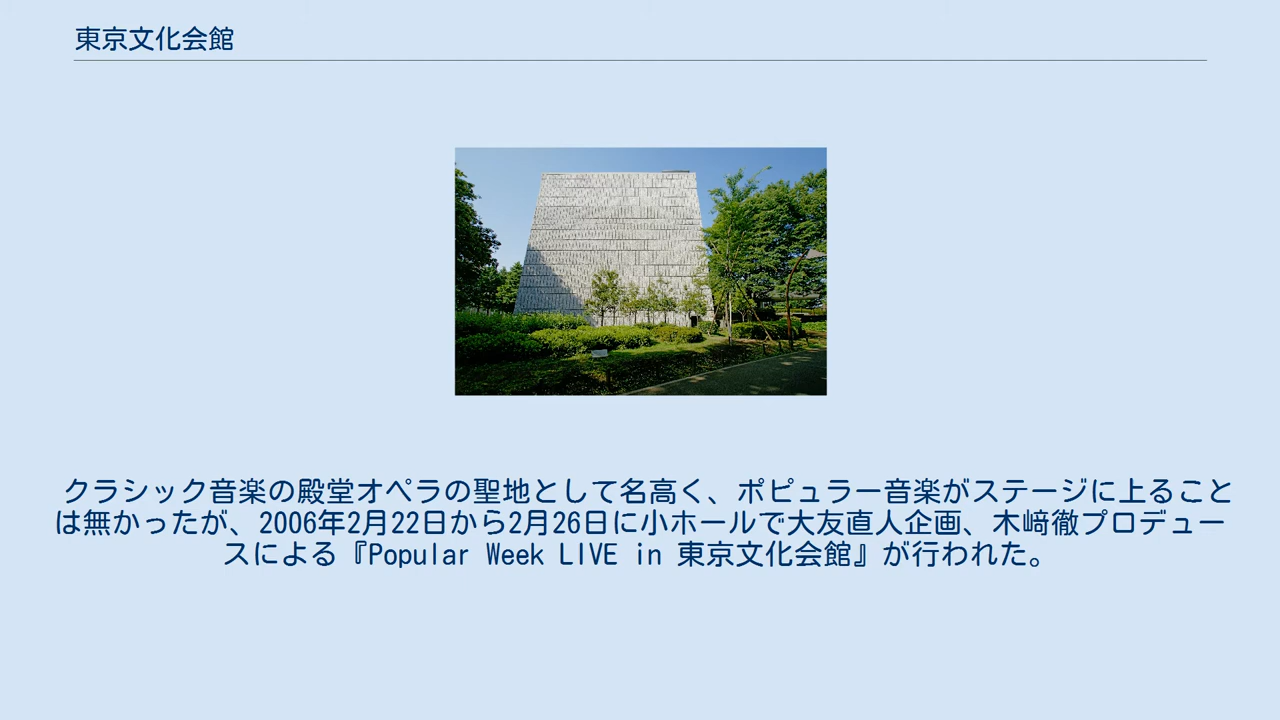 東京文化会館
クラシック音楽の殿堂オペラの聖地として名高く、ポピュラー音楽がステージに上ること
は無かったが、2006年2月22日から2月26日に小ホールで大友直人企画、木﨑徹プロデュー
スによる『Popular Week LIVE in 東京文化会館』が行われた。